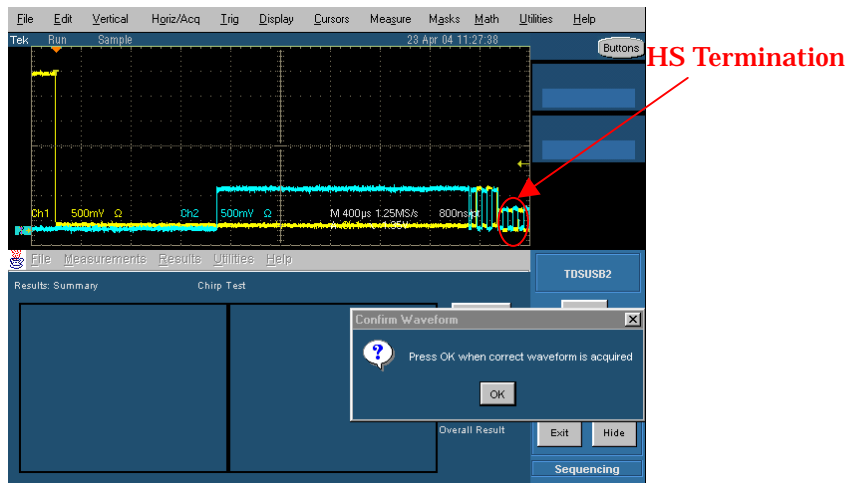 File Edit Vertical Horiz/Acq Trig Display Cursors Measure Masks Math Utilities Help
Tek Run Sample 23 Apr 04 11:27:38
Buttons
HS Termination
Ch1 500mV Ω Ch2 500mV Ω M 400µs 1.25MS/s 800ns/pt
File Measurements Results Utilities Help
TDSUSB2
Results: Summary Chirp Test
Confirm Waveform
Press OK when correct waveform is acquired
OK
Overall Result
Exit Hide
Sequencing